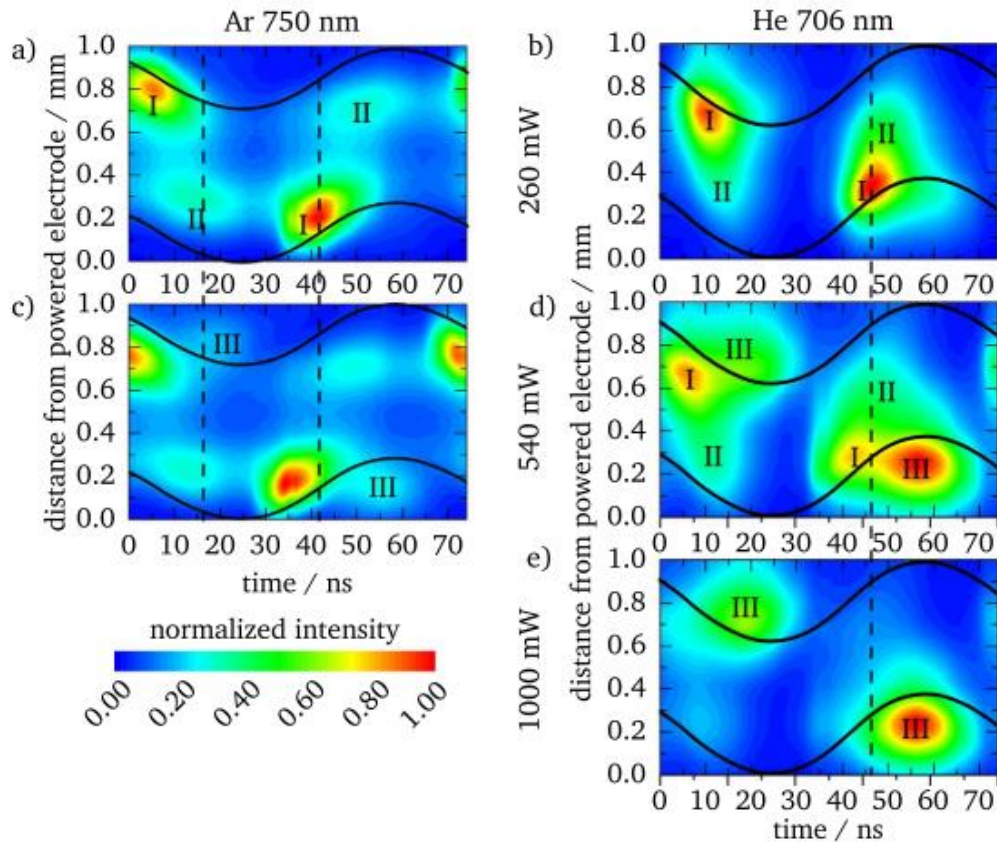 Ar 750 nm
He 706 nm
a)
distance from powered electrode / mm
1.0
0.8
0.6
0.4
0.2
0.0
I
II
II
I
0 10 20 30 40 50 60 70
b)
260 mW
1.0
0.8
0.6
0.4
0.2
0.0
I
II
II
I
0 10 20 30 40 50 60 70
c)
1.0
0.8
0.6
0.4
0.2
0.0
III
III
0 10 20 30 40 50 60 70
time / ns
d)
540 mW
distance from powered electrode / mm
1.0
0.8
0.6
0.4
0.2
0.0
I
III
II
II
I
III
0 10 20 30 40 50 60 70
e)
1000 mW
1.0
0.8
0.6
0.4
0.2
0.0
III
III
0 10 20 30 40 50 60 70
time / ns
normalized intensity
0.00 0.20 0.40 0.60 0.80 1.00